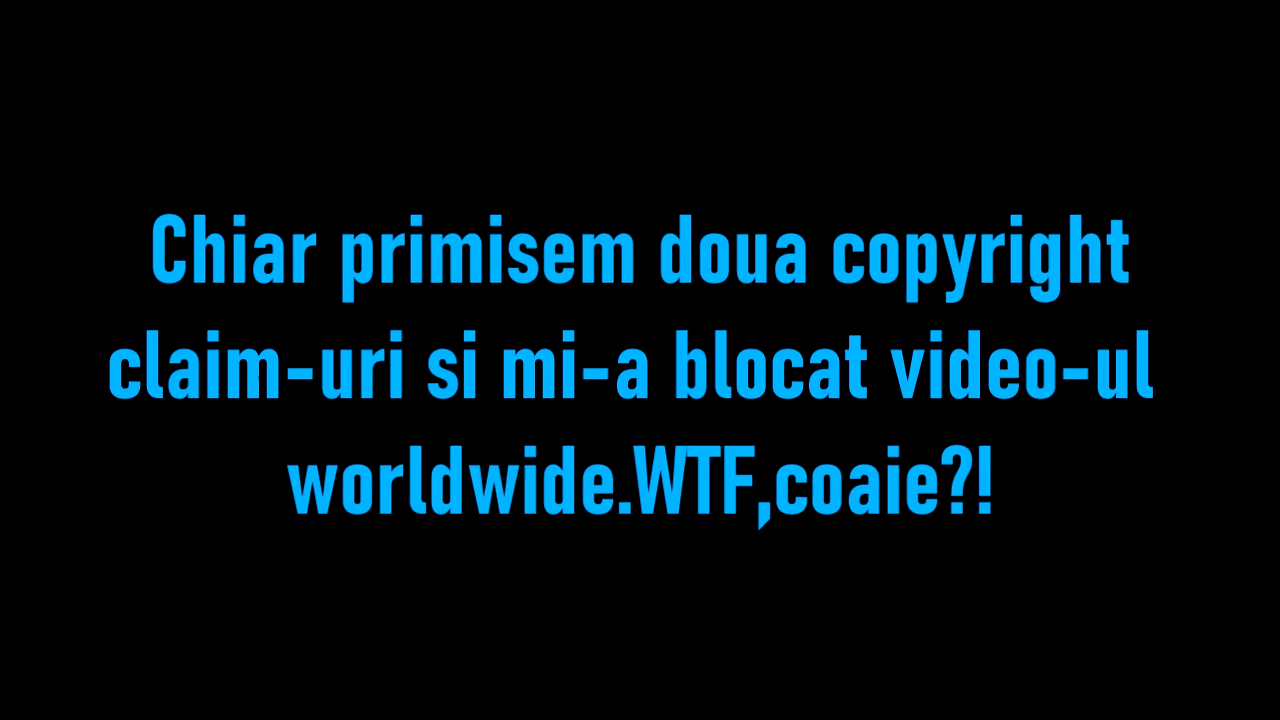 Chiar primisem doua copyright
claim-uri si mi-a blocat video-ul
worldwide.WTF,coaie?!